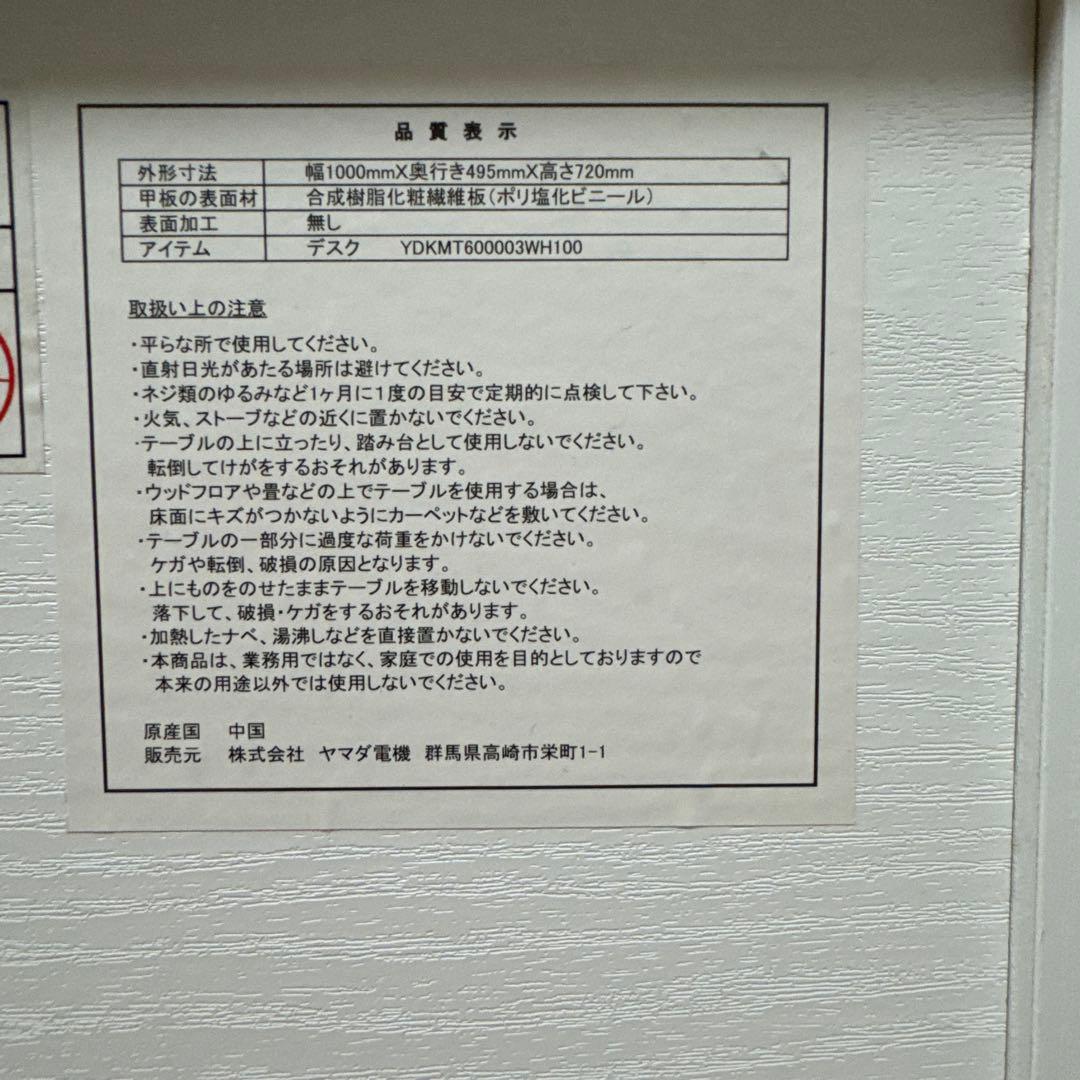 品質表示
外形寸法 幅1000mmX奥行き495mmX高さ720mm
甲板の表面材 合成樹脂化粧繊維板(ポリ塩化ビニール)
表面加工 無し
アイテム デスク YDKMT600003WH100
取扱い上の注意
・平らな所で使用してください。
・直射日光があたる場所は避けてください。
・ネジ類のゆるみなど1ヶ月に1度の目安で定期的に点検して下さい。
・火気、ストーブなどの近くに置かないでください。
・テーブルの上に立ったり、踏み台として使用しないでください。
転倒してけがをするおそれがあります。
・ウッドフロアや畳などの上でテーブルを使用する場合は、
床面にキズがつかないようにカーペットなどを敷いてください。
・テーブルの一部分に過度な荷重をかけないでください。
ケガや転倒、破損の原因となります。
・上にものをのせたままテーブルを移動しないでください。
落下して、破損・ケガをするおそれがあります。
・加熱したナベ、湯沸しなどを直接置かないでください。
・本商品は、業務用ではなく、家庭での使用を目的としておりますので
本来の用途以外では使用しないでください。
原産国 中国
販売元 株式会社 ヤマダ電機 群馬県高崎市栄町1-1